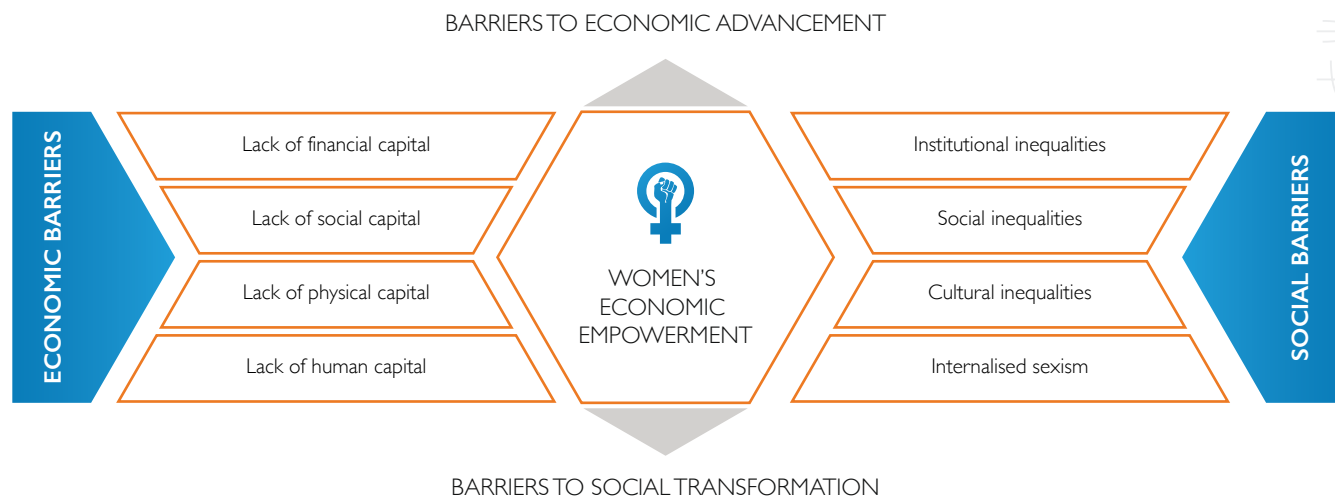 BARRIERS TO ECONOMIC ADVANCEMENT
ECONOMIC BARRIERS
Lack of financial capital
Lack of social capital
Lack of physical capital
Lack of human capital
WOMEN'S
ECONOMIC
EMPOWERMENT
Institutional inequalities
Social inequalities
Cultural inequalities
Internalised sexism
SOCIAL BARRIERS
BARRIERS TO SOCIAL TRANSFORMATION